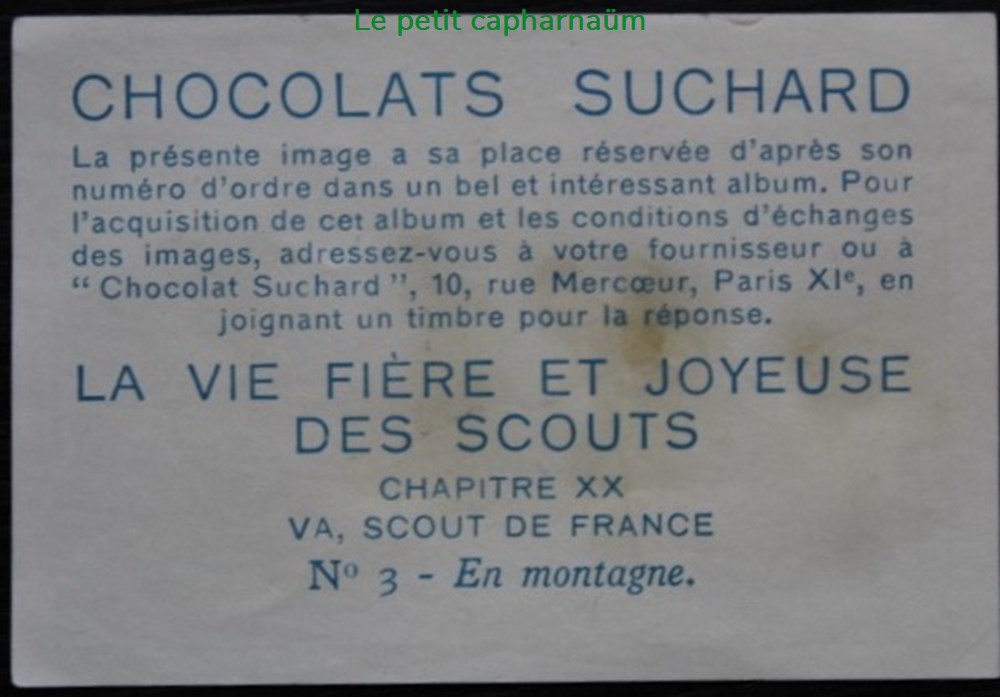 Le petit capharnaüm
CHOCOLATS SUCHARD
La présente image a sa place réservée d'après son
numéro d'ordre dans un bel et intéressant album. Pour
l'acquisition de cet album et les conditions d'échanges
des images, adressez-vous à votre fournisseur ou à
“ Chocolat Suchard ”, 10, rue Mercœur, Paris XIᵉ, en
joignant un timbre pour la réponse.
LA VIE FIÈRE ET JOYEUSE
DES SCOUTS
CHAPITRE XX
VA, SCOUT DE FRANCE
Nº 3 - En montagne.